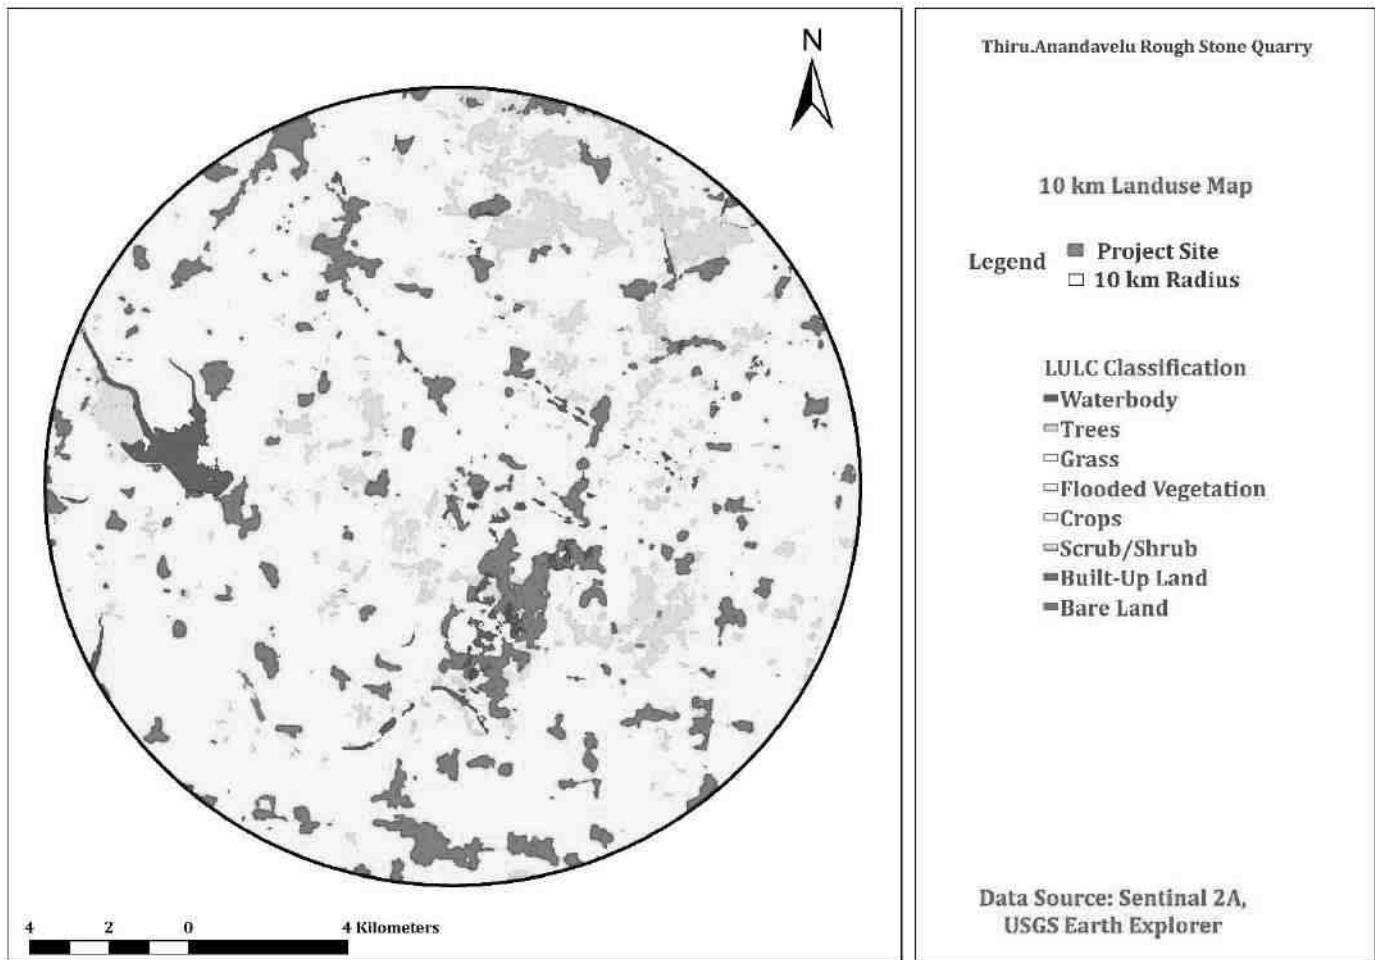 N
Thiru.Anandavelu Rough Stone Quarry
10 km Landuse Map
Legend
Project Site
10 km Radius
LULC Classification
Waterbody
Trees
Grass
Flooded Vegetation
Crops
Scrub/Shrub
Built-Up Land
Bare Land
4 2 0 4 Kilometers
Data Source: Sentinal 2A,
USGS Earth Explorer